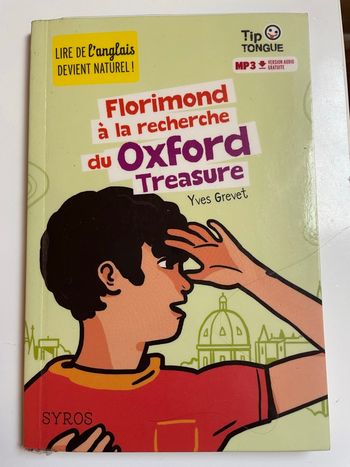 LIRE DE l'anglais
DEVIENT NATUREL !
Tip
TONGUE
MP3 VERSION AUDIO
GRATUITE
Florimond
à la recherche
du Oxford
Treasure
Yves Grevet
SYROS